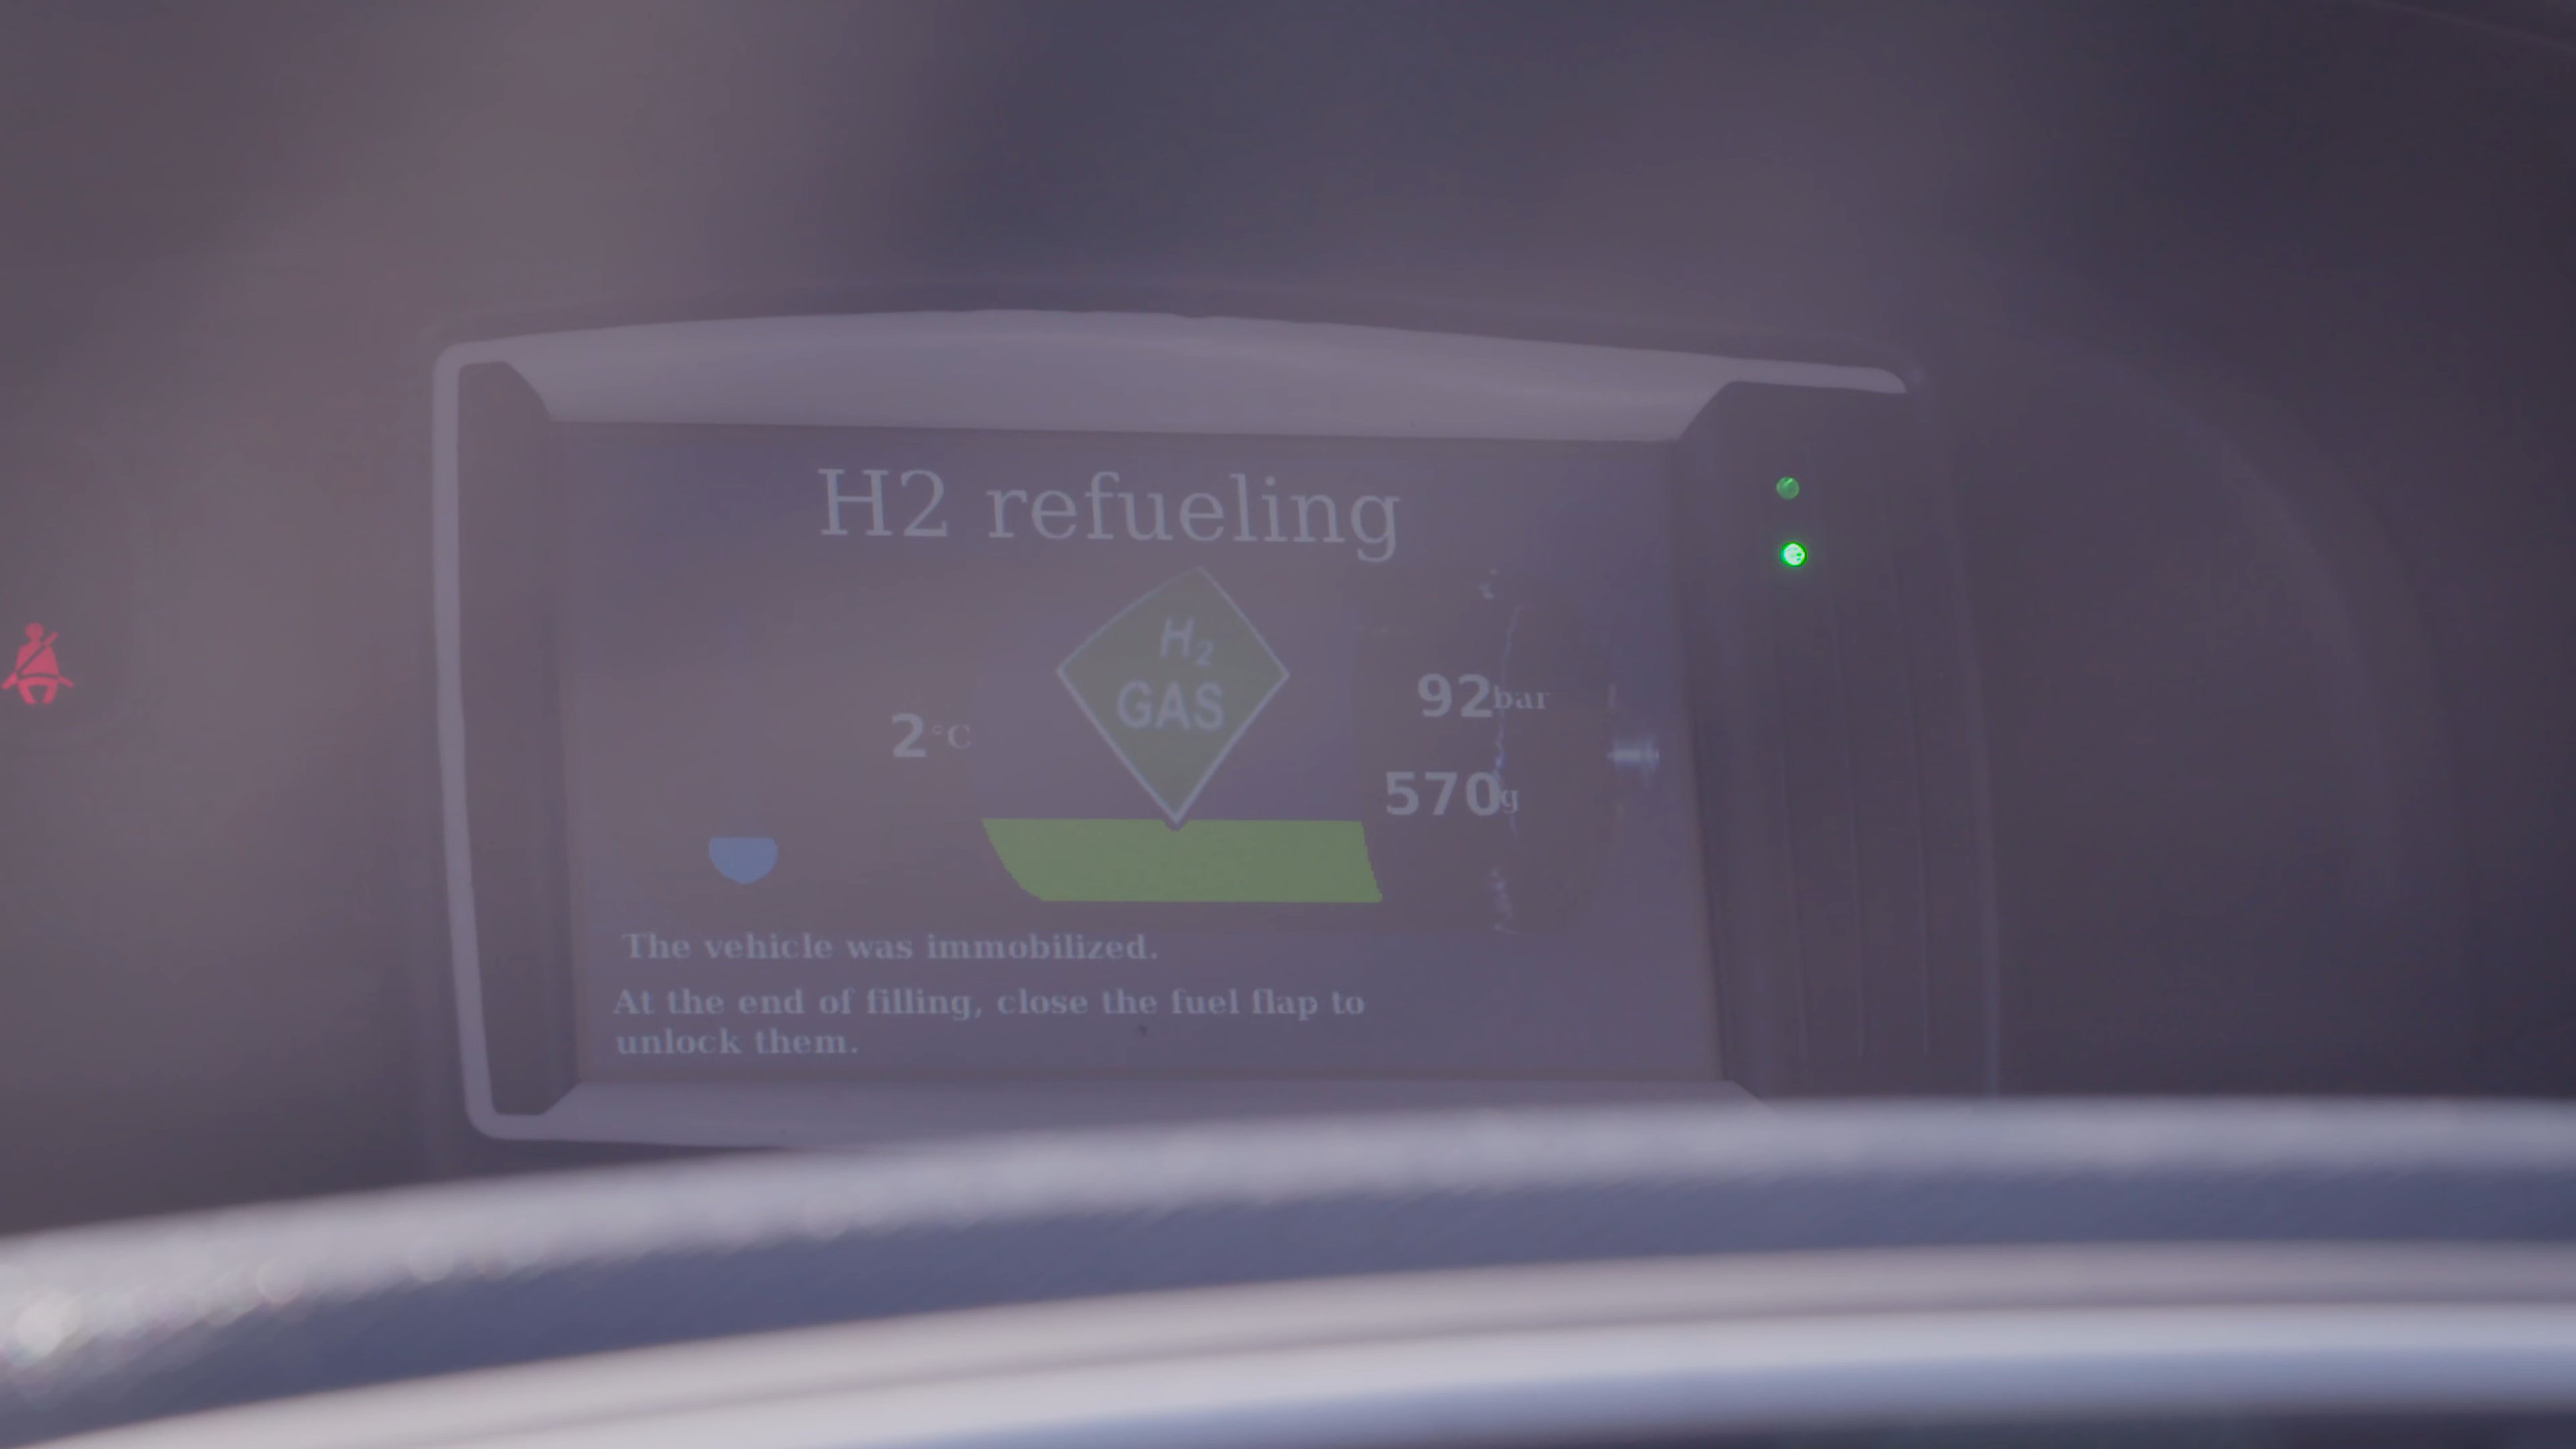 H2 refueling
H2
GAS
2°C
92bar
570g
The vehicle was immobilized.
At the end of filling, close the fuel flap to
unlock them.